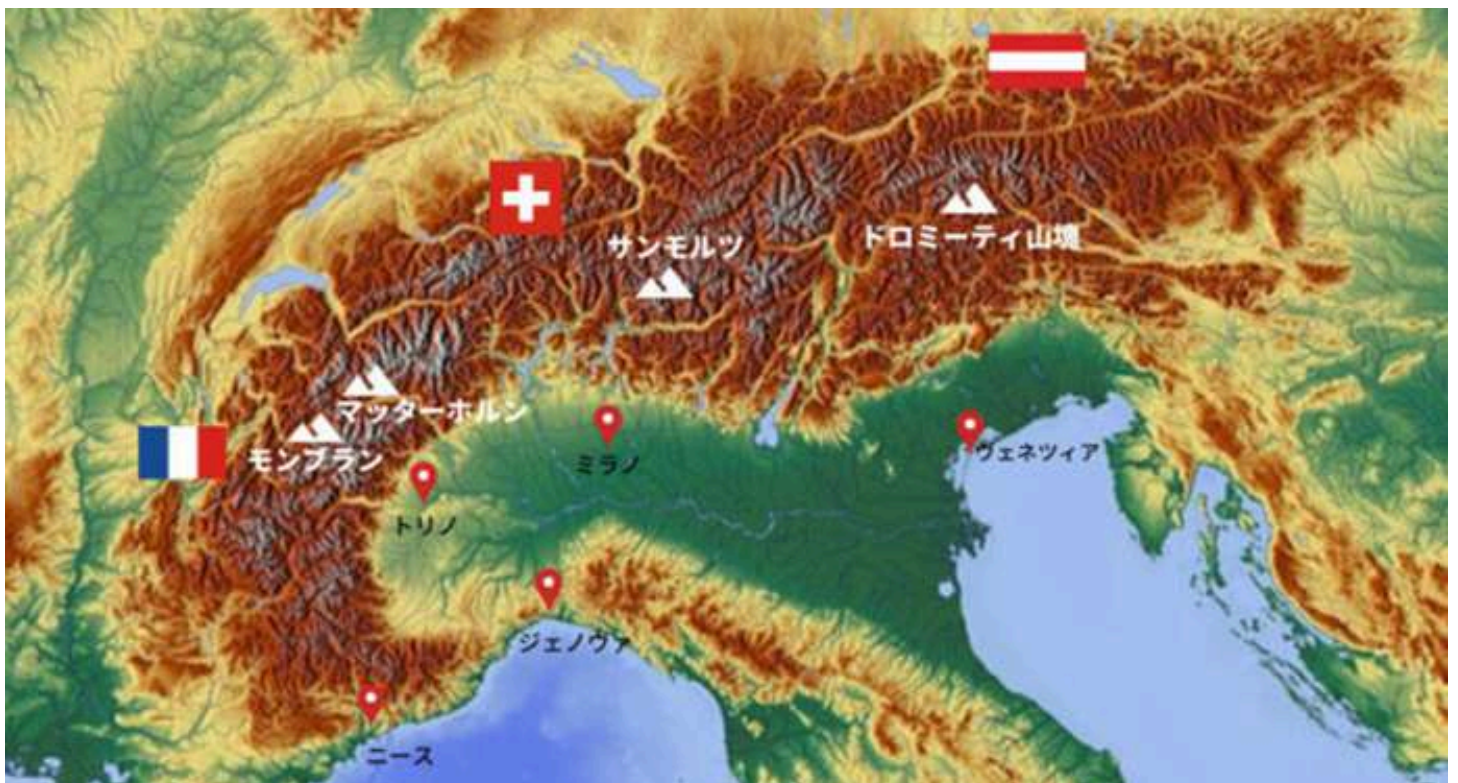 ドロミーティ山塊
サンモルツ
マッターホルン
モンブラン
ミラノ
ヴェネツィア
トリノ
ジェノヴァ
ニース